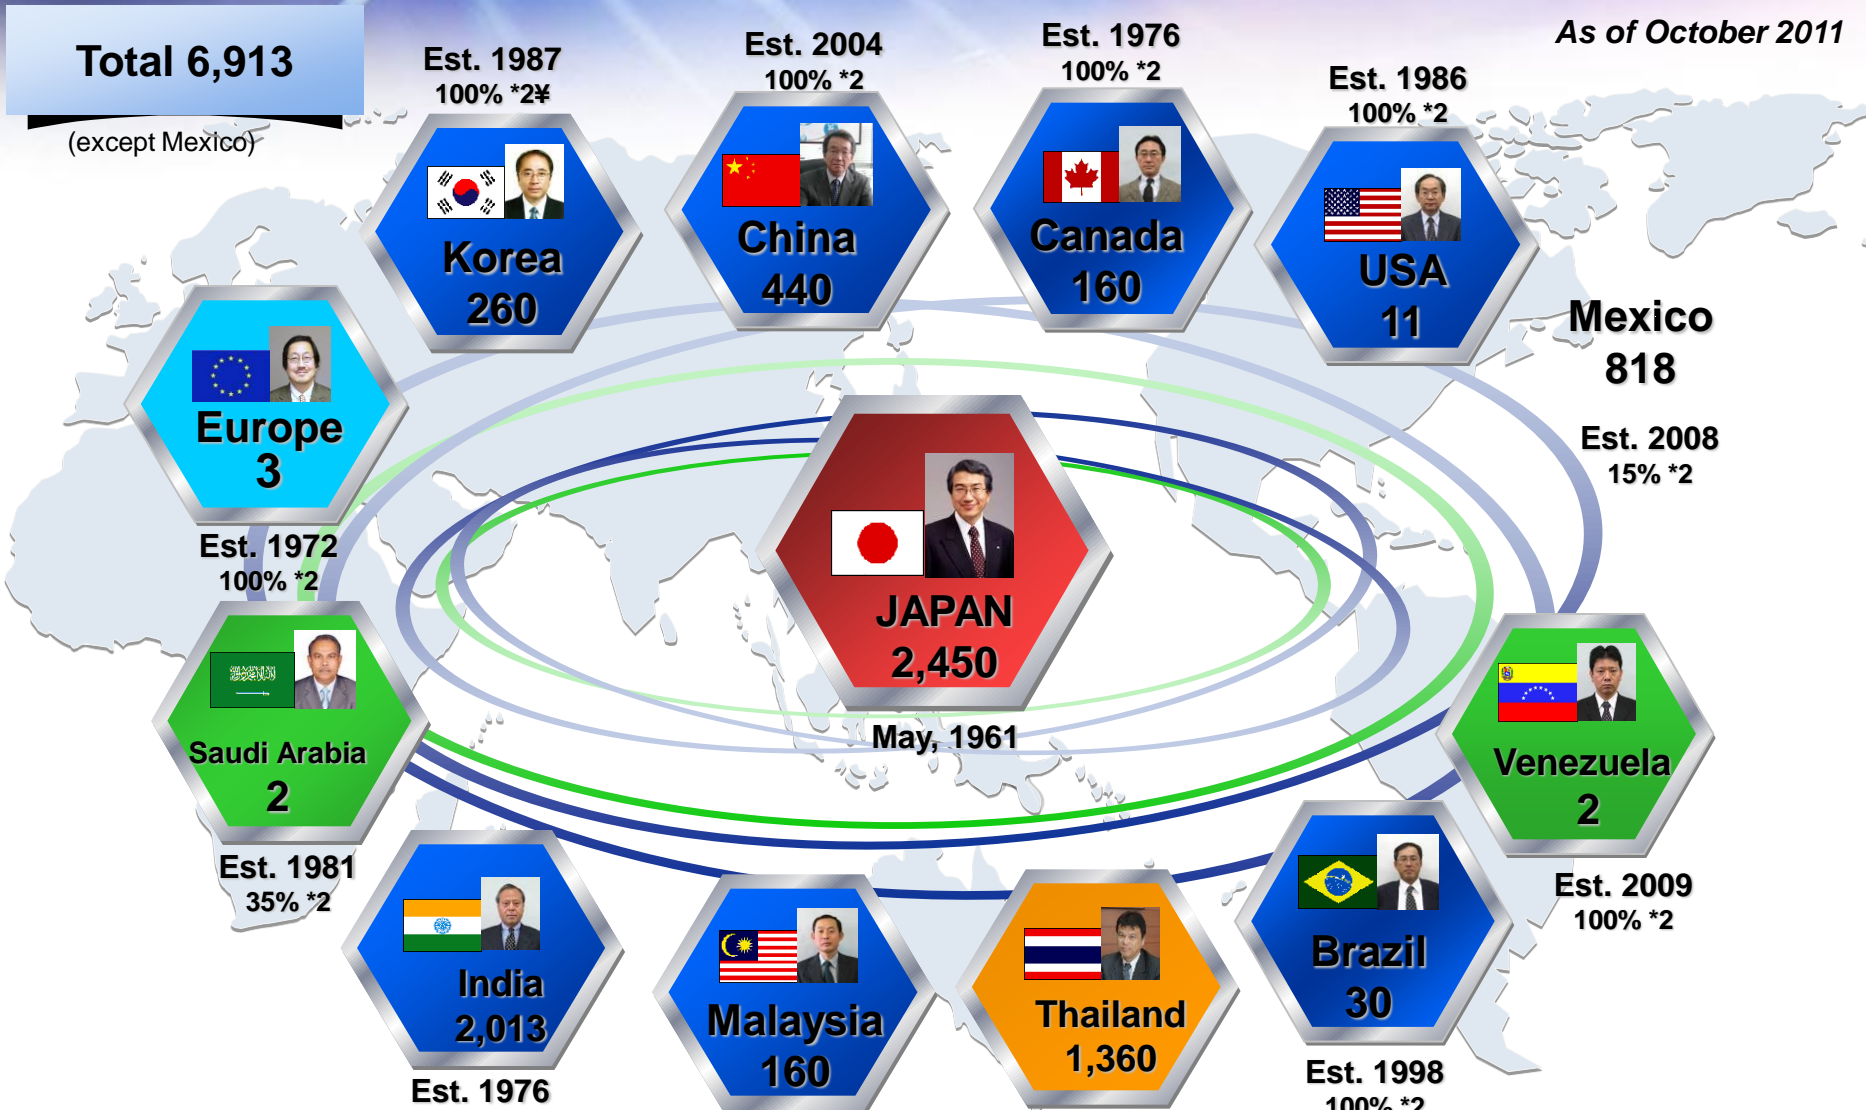 Total 6,913
(except Mexico)
As of October 2011
Est. 1987
100% *2¥
Korea
260
Est. 2004
100% *2
China
440
Est. 1976
100% *2
Canada
160
Est. 1986
100% *2
USA
11
Mexico
818
Est. 2008
15% *2
Europe
3
Est. 1972
100% *2
JAPAN
2,450
May, 1961
Saudi Arabia
2
Est. 1981
35% *2
Venezuela
2
Est. 2009
100% *2
India
2,013
Est. 1976
Malaysia
160
Thailand
1,360
Brazil
30
Est. 1998
100% *2